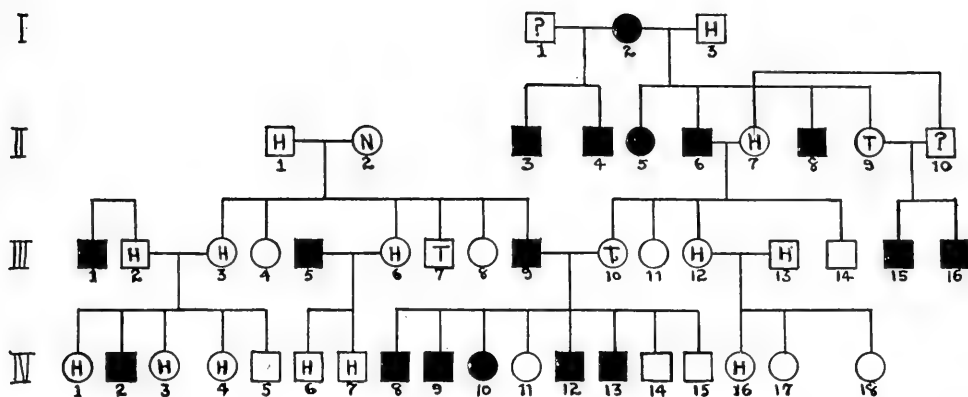 I
? H
1 2 3
II
H N H T ?
1 2 3 4 5 6 7 8 9 10
III
H H H T T H H
1 2 3 4 5 6 7 8 9 10 11 12 13 14 15 16
IV
H H H H H H
1 2 3 4 5 6 7 8 9 10 11 12 13 14 15 16 17 18